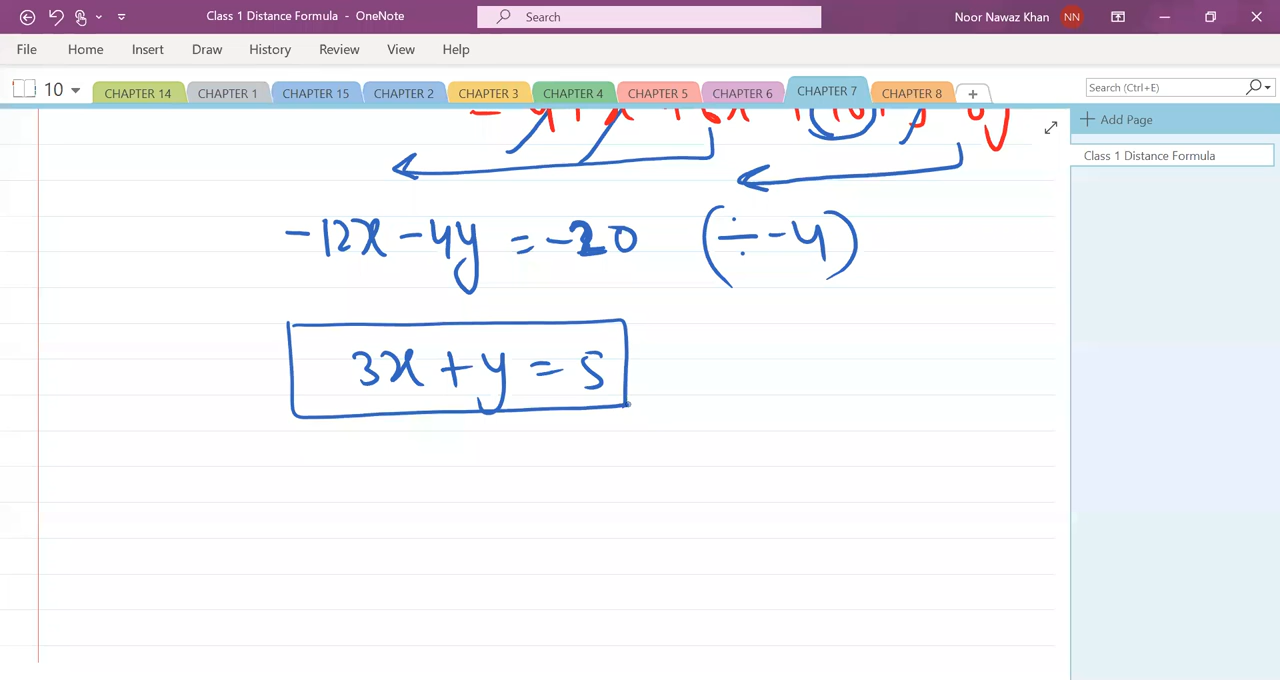 Class 1 Distance Formula - OneNote
Search
Noor Nawaz Khan NN
File Home Insert Draw History Review View Help
10 CHAPTER 14 CHAPTER 1 CHAPTER 15 CHAPTER 2 CHAPTER 3 CHAPTER 4 CHAPTER 5 CHAPTER 6 CHAPTER 7 CHAPTER 8 +
Search (Ctrl+E)
Add Page
Class 1 Distance Formula
-12x - 4y = -20 (÷ -4)
3x + y = 5